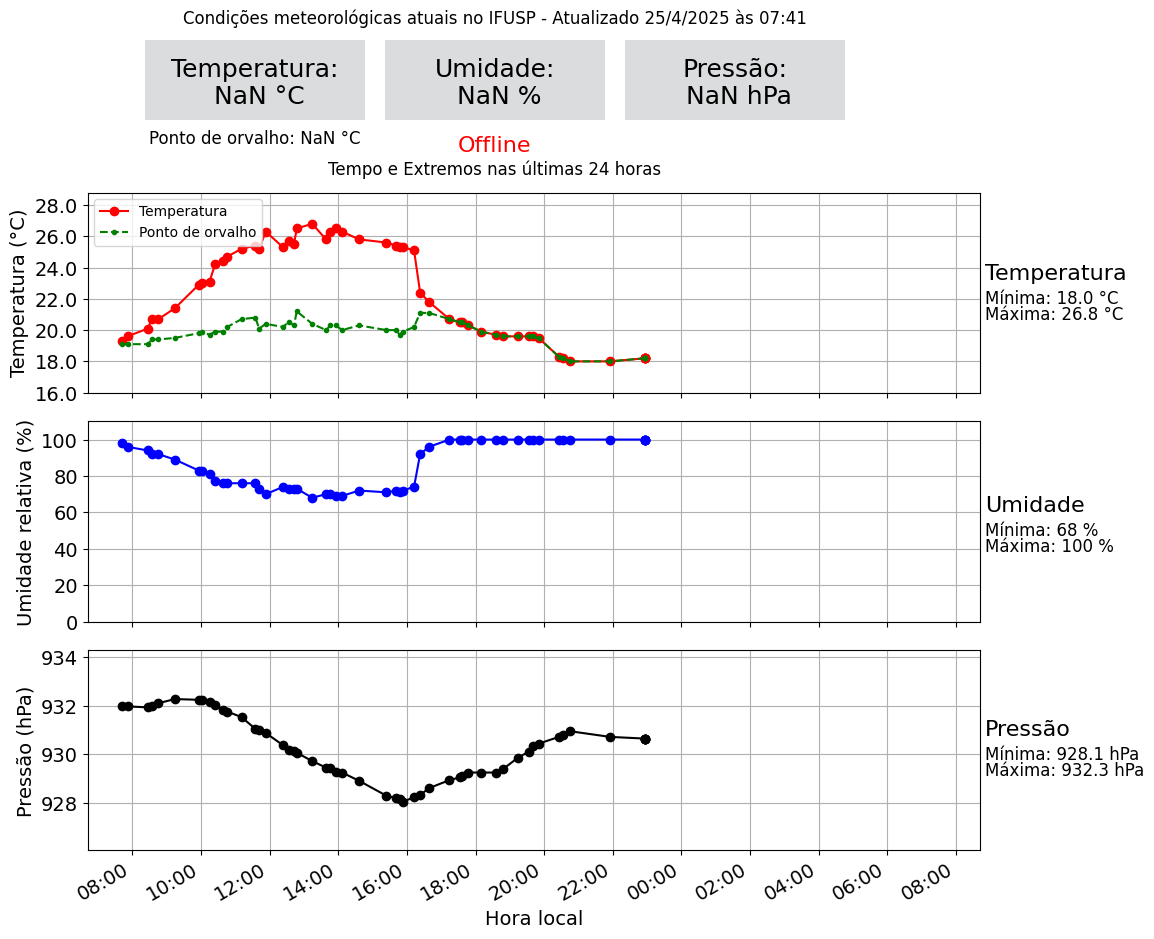 Condições meteorológicas atuais no IFUSP - Atualizado 25/4/2025 às 07:41
Temperatura:
NaN °C
Umidade:
NaN %
Pressão:
NaN hPa
Ponto de orvalho: NaN °C
Offline
Tempo e Extremos nas últimas 24 horas
Temperatura (°C)
28.0
26.0
24.0
22.0
20.0
18.0
16.0
Temperatura
Ponto de orvalho
Temperatura
Mínima: 18.0 °C
Máxima: 26.8 °C
Umidade relativa (%)
100
80
60
40
20
0
Umidade
Mínima: 68 %
Máxima: 100 %
Pressão (hPa)
934
932
930
928
Pressão
Mínima: 928.1 hPa
Máxima: 932.3 hPa
08:00 10:00 12:00 14:00 16:00 18:00 20:00 22:00 00:00 02:00 04:00 06:00 08:00
Hora local